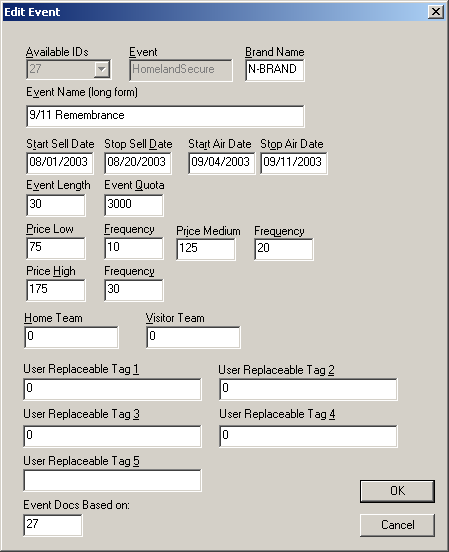 Edit Event
Available IDs Event Brand Name
27 HomelandSecure N-BRAND
Event Name (long form)
9/11 Remembrance
Start Sell Date Stop Sell Date Start Air Date Stop Air Date
08/01/2003 08/20/2003 09/04/2003 09/11/2003
Event Length Event Quota
30 3000
Price Low Frequency Price Medium Frequency
75 10 125 20
Price High Frequency
175 30
Home Team Visitor Team
0 0
User Replaceable Tag 1 User Replaceable Tag 2
0 0
User Replaceable Tag 3 User Replaceable Tag 4
0 0
User Replaceable Tag 5
OK
Event Docs Based on:
27
Cancel